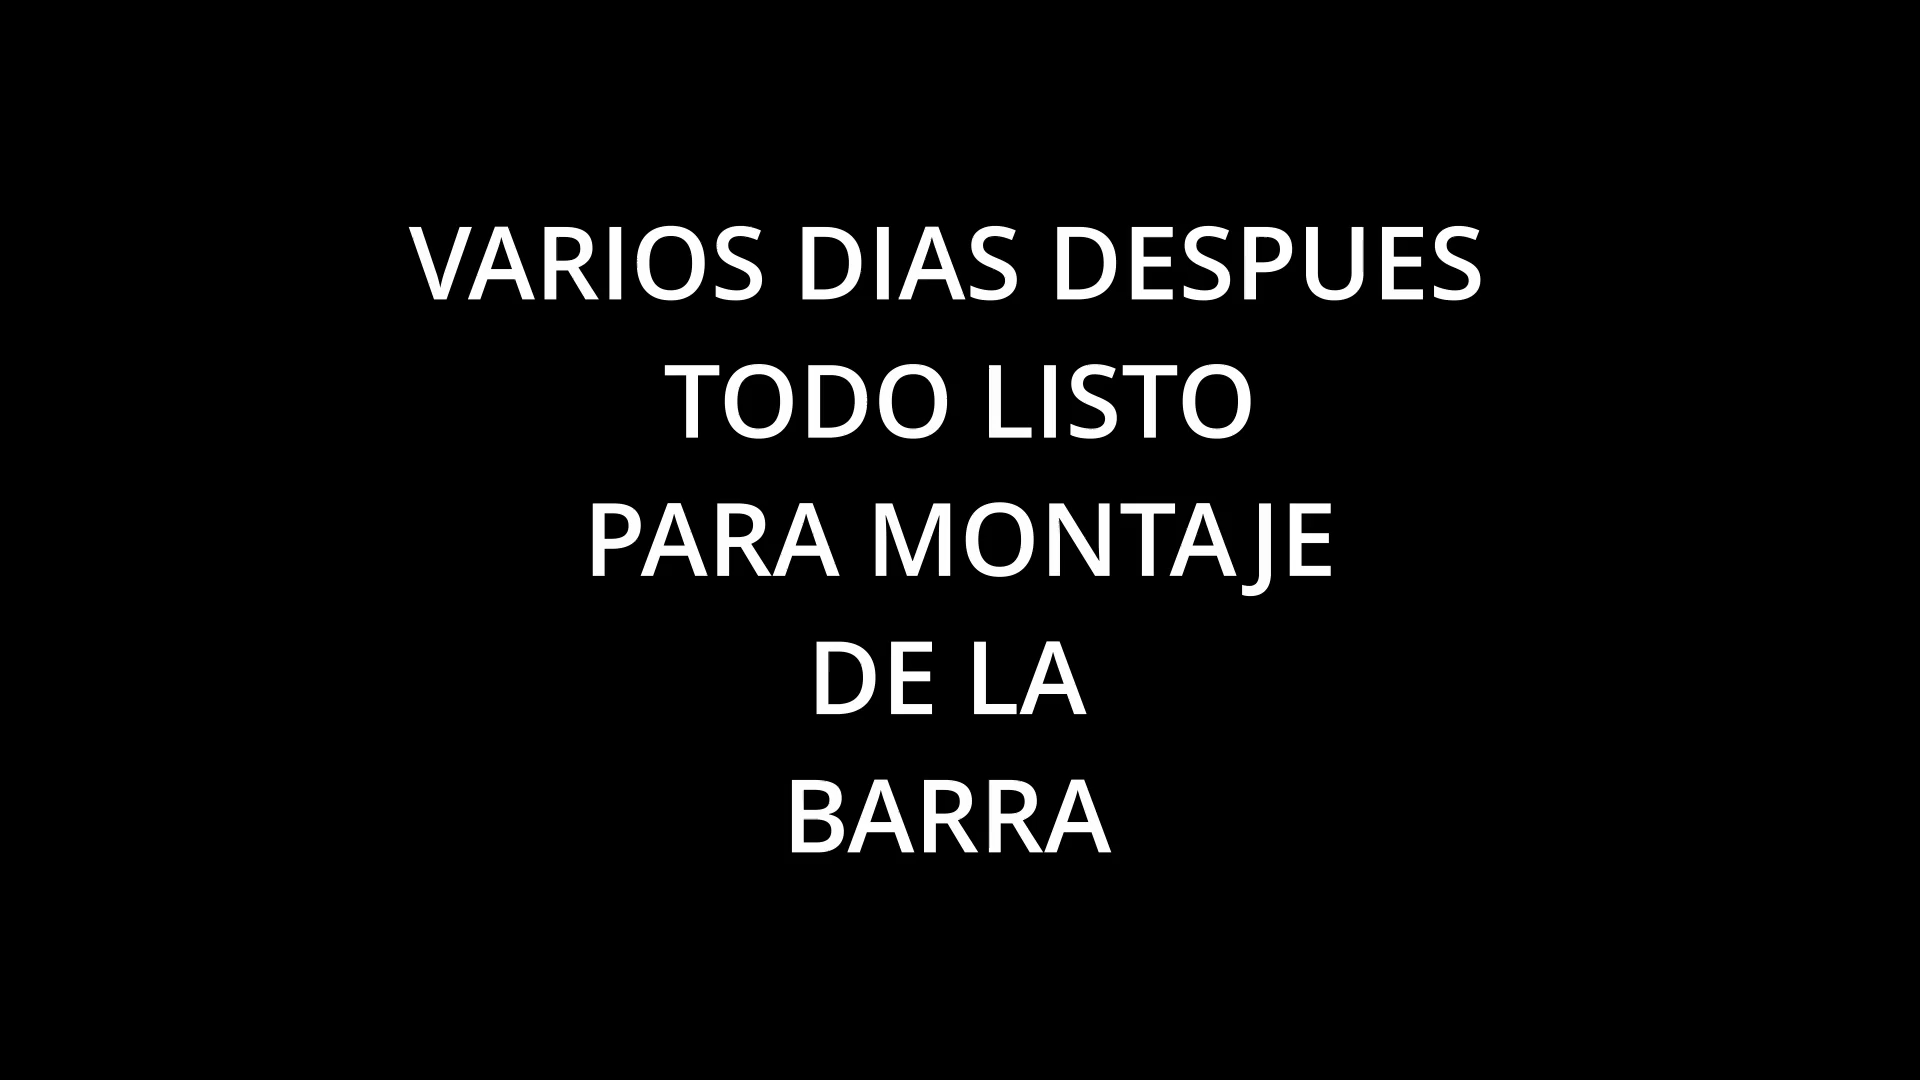 VARIOS DIAS DESPUES
TODO LISTO
PARA MONTAJE
DE LA
BARRA